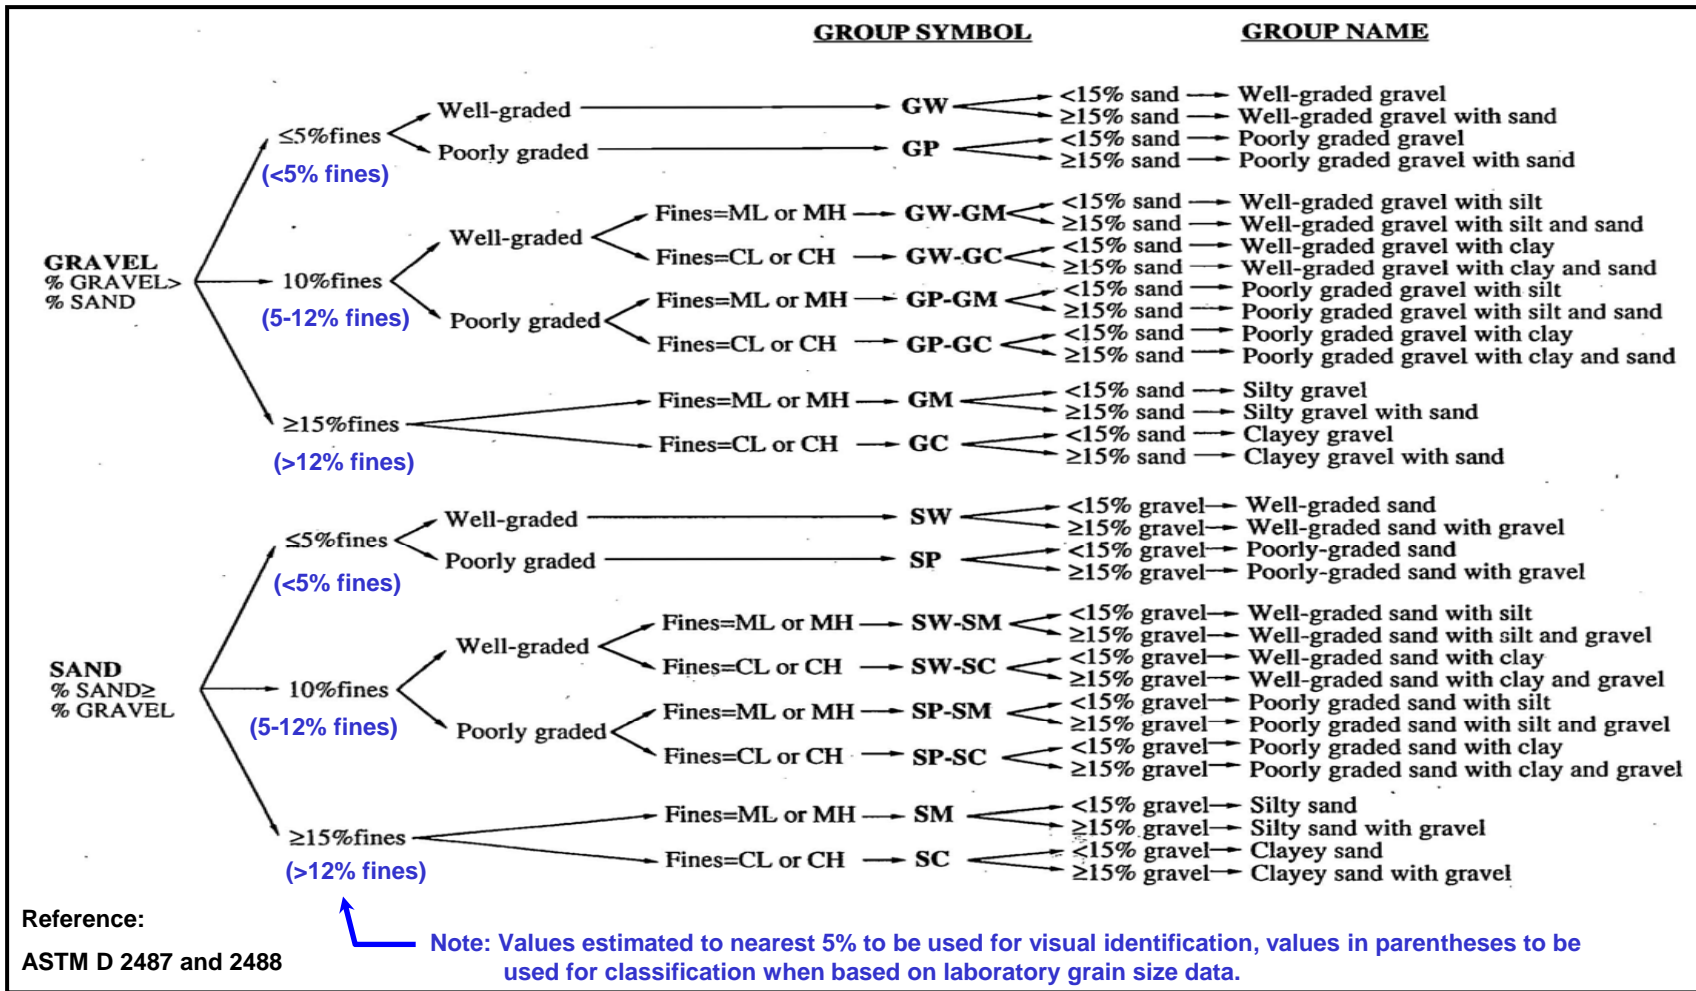 GROUP SYMBOL GROUP NAME
<15% sand Well-graded gravel
Well-graded GW
≥15% sand Well-graded gravel with sand
≤5%fines
<15% sand Poorly graded gravel
Poorly graded GP
≥15% sand Poorly graded gravel with sand
(<5% fines)
<15% sand Well-graded gravel with silt
Fines=ML or MH GW-GM
≥15% sand Well-graded gravel with silt and sand
Well-graded
<15% sand Well-graded gravel with clay
Fines=CL or CH GW-GC
≥15% sand Well-graded gravel with clay and sand
GRAVEL
% GRAVEL>
% SAND
10%fines
(5-12% fines)
<15% sand Poorly graded gravel with silt
Fines=ML or MH GP-GM
≥15% sand Poorly graded gravel with silt and sand
Poorly graded
<15% sand Poorly graded gravel with clay
Fines=CL or CH GP-GC
≥15% sand Poorly graded gravel with clay and sand
<15% sand Silty gravel
Fines=ML or MH GM
≥15% sand Silty gravel with sand
≥15%fines
<15% sand Clayey gravel
Fines=CL or CH GC
≥15% sand Clayey gravel with sand
(>12% fines)
<15% gravel Well-graded sand
Well-graded SW
≥15% gravel Well-graded sand with gravel
≤5%fines
<15% gravel Poorly-graded sand
Poorly graded SP
≥15% gravel Poorly-graded sand with gravel
(<5% fines)
<15% gravel Well-graded sand with silt
Fines=ML or MH SW-SM
≥15% gravel Well-graded sand with silt and gravel
Well-graded
<15% gravel Well-graded sand with clay
Fines=CL or CH SW-SC
≥15% gravel Well-graded sand with clay and gravel
SAND
% SAND≥
% GRAVEL
10%fines
(5-12% fines)
<15% gravel Poorly graded sand with silt
Fines=ML or MH SP-SM
≥15% gravel Poorly graded sand with silt and gravel
Poorly graded
<15% gravel Poorly graded sand with clay
Fines=CL or CH SP-SC
≥15% gravel Poorly graded sand with clay and gravel
<15% gravel Silty sand
Fines=ML or MH SM
≥15% gravel Silty sand with gravel
≥15%fines
<15% gravel Clayey sand
Fines=CL or CH SC
≥15% gravel Clayey sand with gravel
(>12% fines)
Reference:
ASTM D 2487 and 2488
Note: Values estimated to nearest 5% to be used for visual identification, values in parentheses to be
used for classification when based on laboratory grain size data.